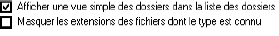 Afficher une vue simple des dossiers dans la liste des dossiers
Masquer les extensions des fichiers dont le type est connu